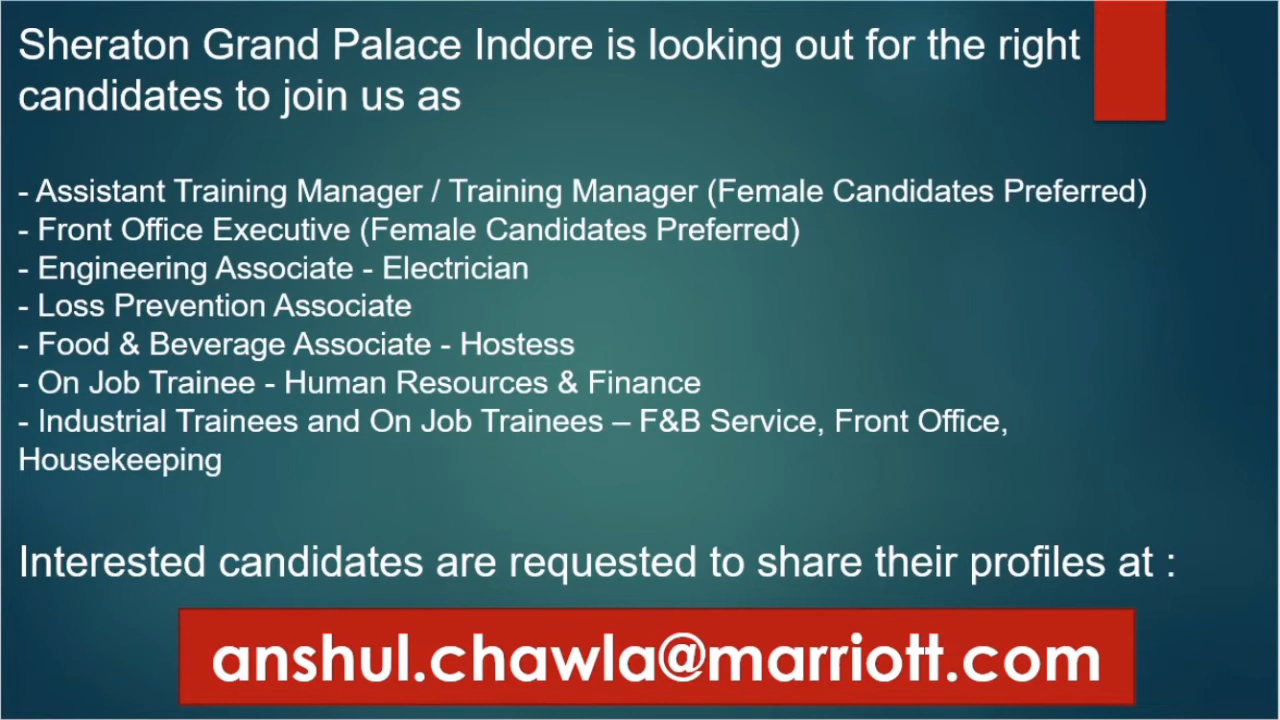 Sheraton Grand Palace Indore is looking out for the right
candidates to join us as
- Assistant Training Manager / Training Manager (Female Candidates Preferred)
- Front Office Executive (Female Candidates Preferred)
- Engineering Associate - Electrician
- Loss Prevention Associate
- Food & Beverage Associate - Hostess
- On Job Trainee - Human Resources & Finance
- Industrial Trainees and On Job Trainees – F&B Service, Front Office,
Housekeeping
Interested candidates are requested to share their profiles at :
anshul.chawla@marriott.com